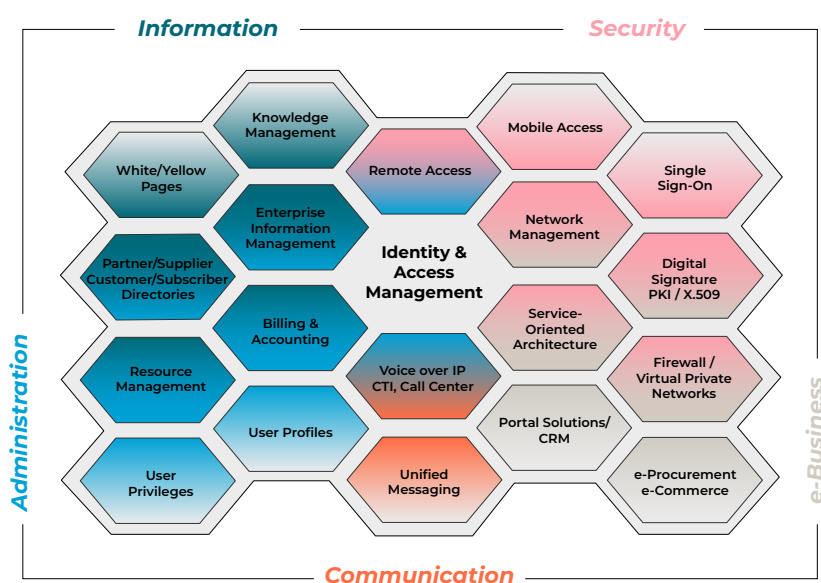 Information
Security
Knowledge
Management
Mobile Access
White/Yellow
Pages
Remote Access
Single
Sign-On
Enterprise
Information
Management
Network
Management
Identity &
Access
Management
Partner/Supplier
Customer/Subscriber
Directories
Digital
Signature
PKI / X.509
Billing &
Accounting
Service-
Oriented
Architecture
Resource
Management
Voice over IP
CTI, Call Center
Firewall /
Virtual Private
Networks
User Profiles
Portal Solutions/
CRM
User
Privileges
Unified
Messaging
e-Procurement
e-Commerce
Administration
e-Business
Communication